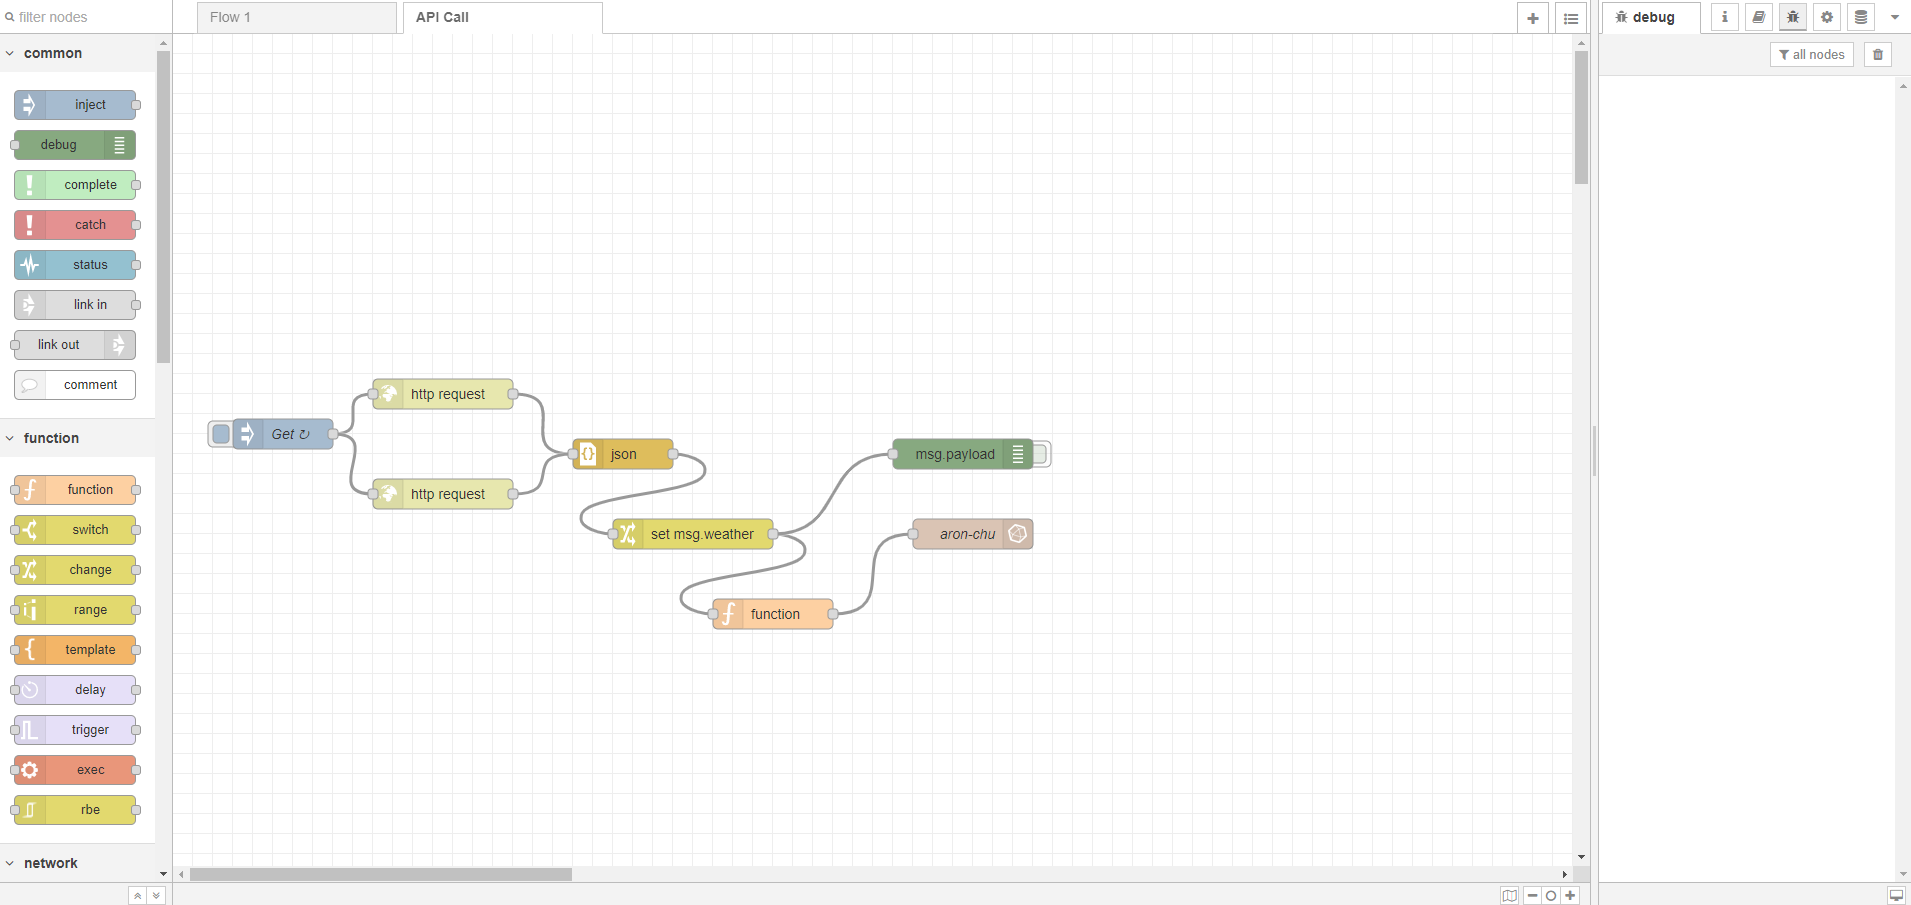 filter nodes
common
inject
debug
complete
catch
status
link in
link out
comment
function
function
switch
change
range
template
delay
trigger
exec
rbe
network
Flow 1
API Call
Get ↻
http request
http request
json
set msg.weather
msg.payload
aron-chu
function
debug
all nodes